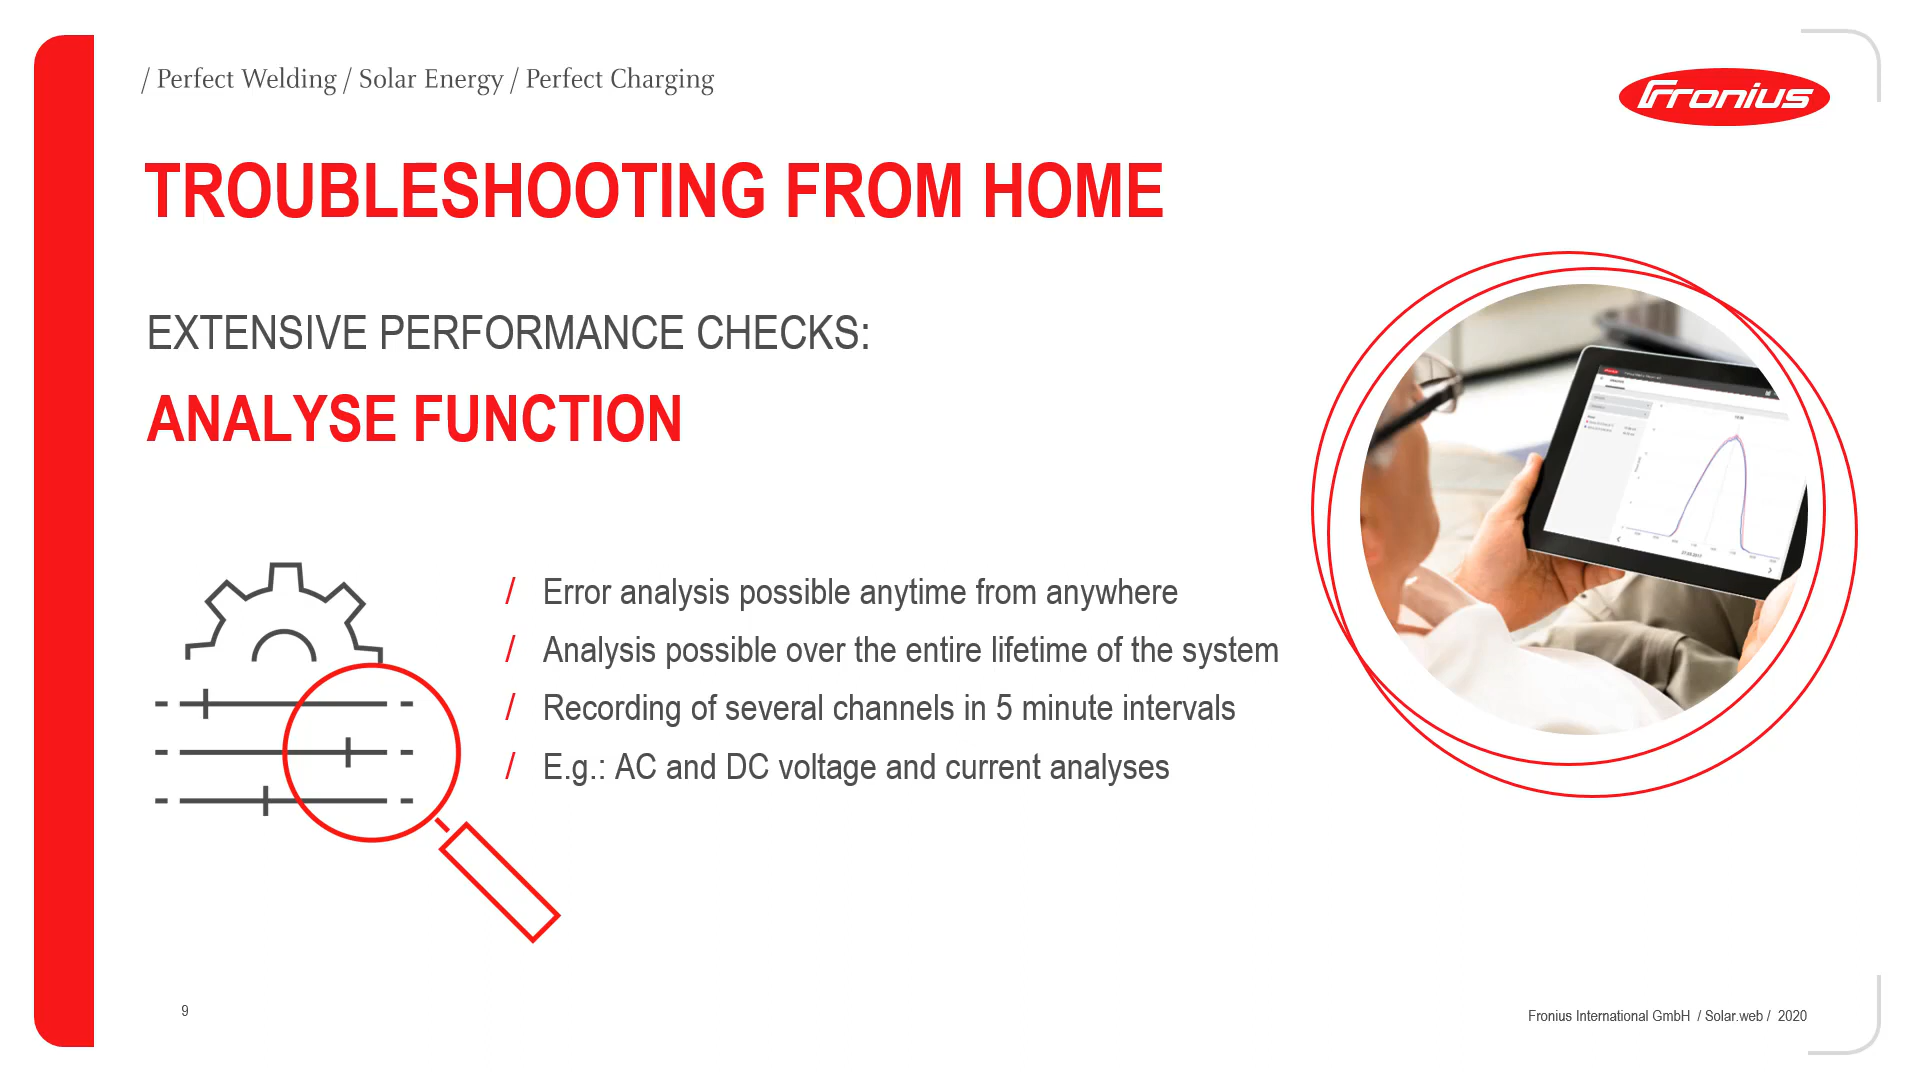 / Perfect Welding / Solar Energy / Perfect Charging
Fronius
TROUBLESHOOTING FROM HOME
EXTENSIVE PERFORMANCE CHECKS:
ANALYSE FUNCTION
/ Error analysis possible anytime from anywhere
/ Analysis possible over the entire lifetime of the system
/ Recording of several channels in 5 minute intervals
/ E.g.: AC and DC voltage and current analyses
9
Fronius International GmbH / Solar.web / 2020